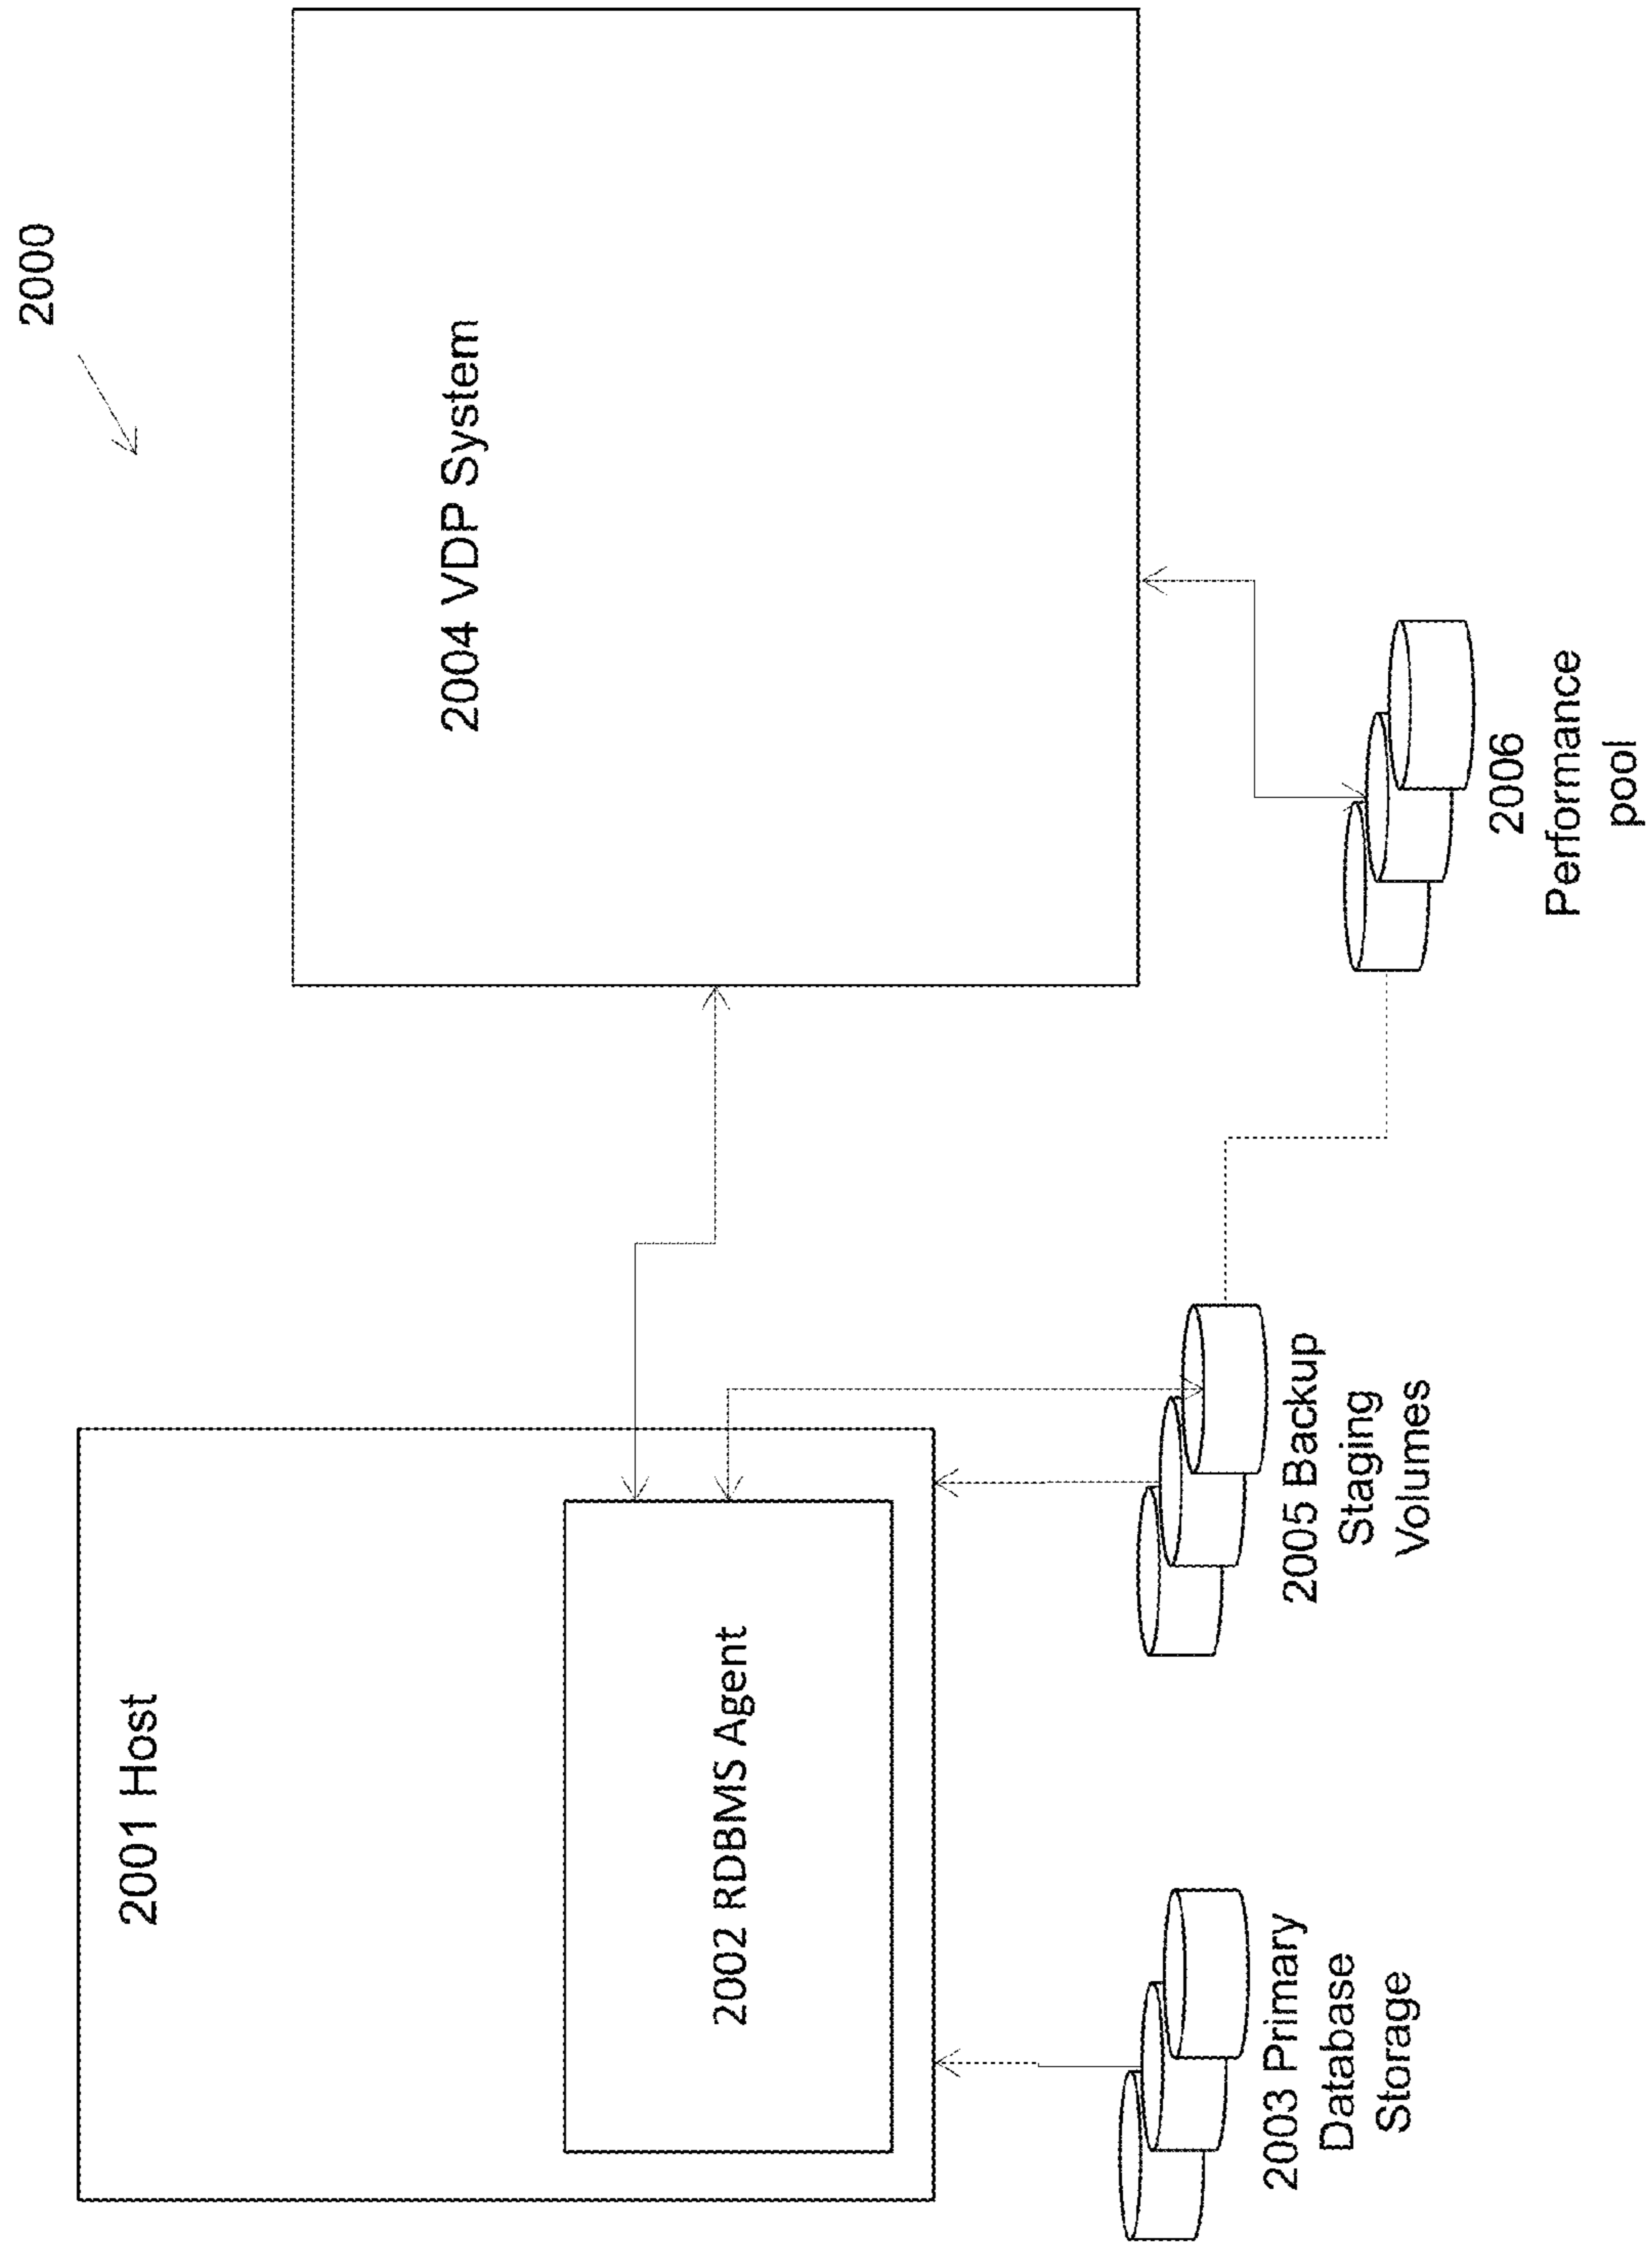 2000
2001 Host
2002 RDBMS Agent
2004 VDP System
2003 Primary
Database
Storage
2005 Backup
Staging
Volumes
2006
Performance
pool